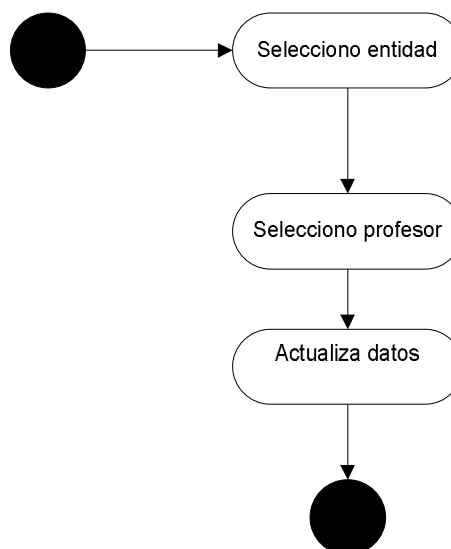 Selecciono entidad
Selecciono profesor
Actualiza datos